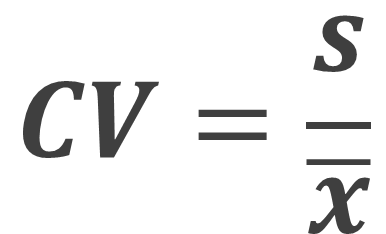 CV = s / x̄